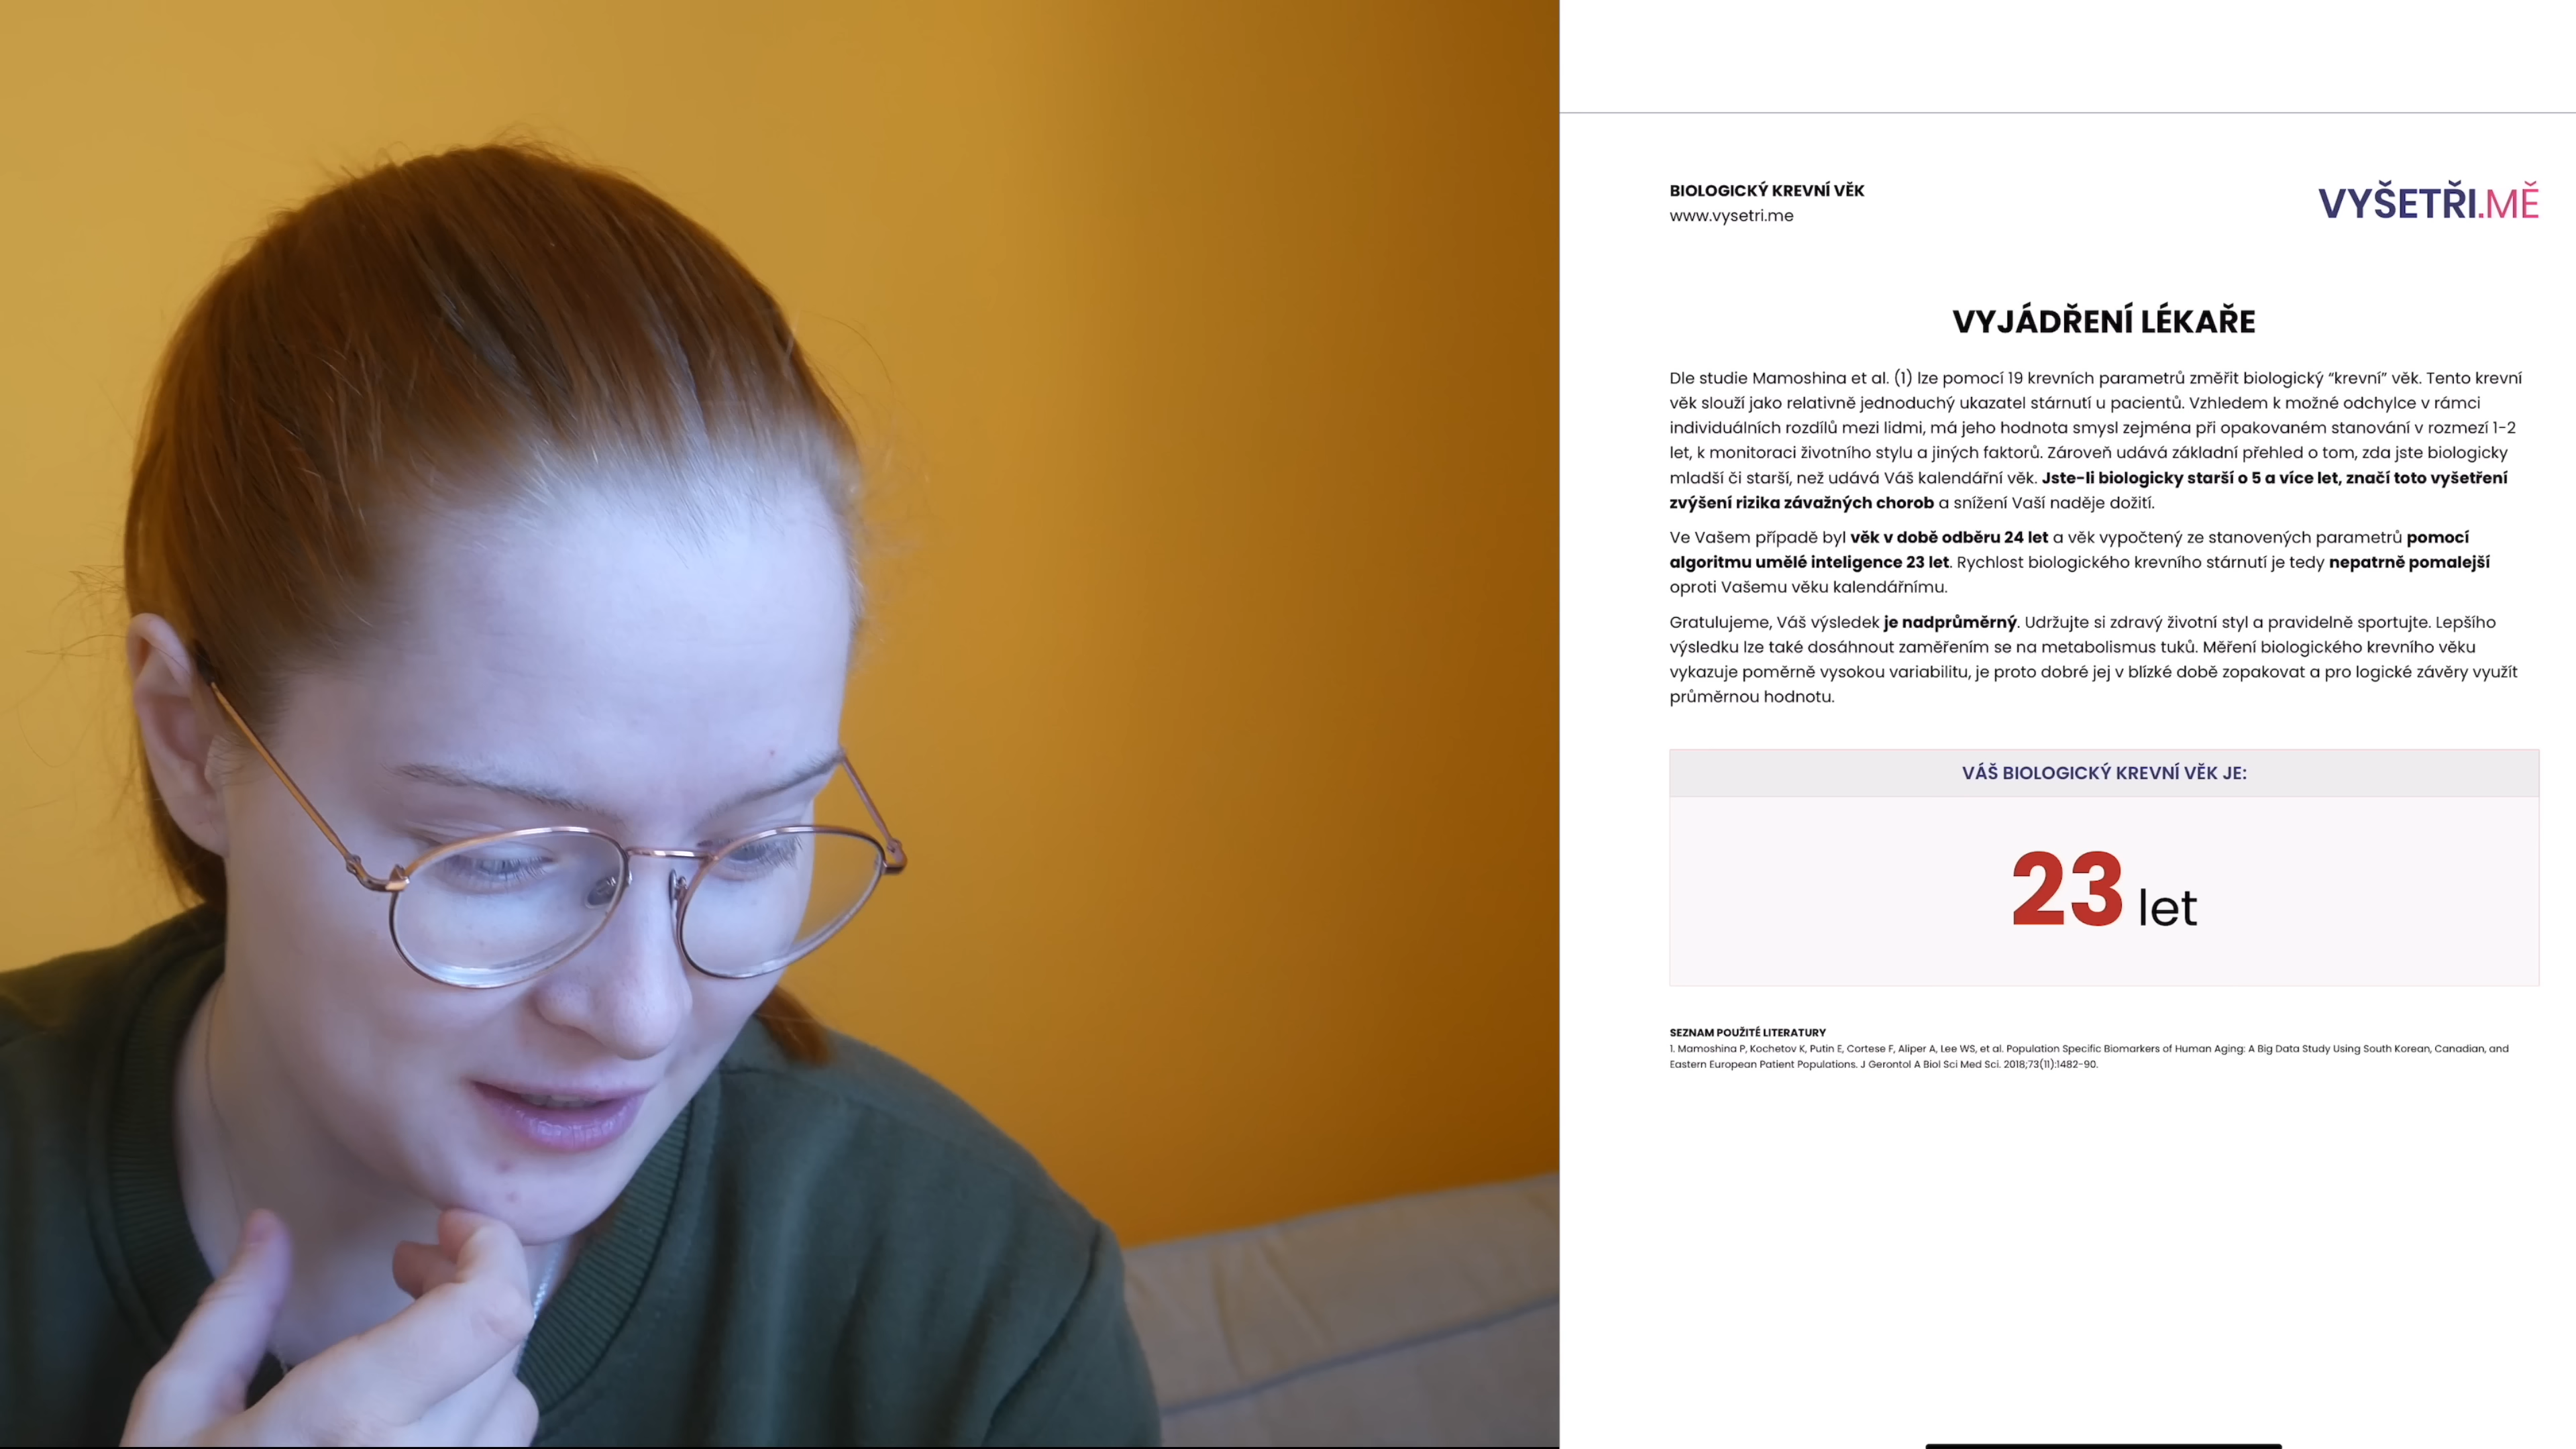 BIOLOGICKÝ KREVNÍ VĚK
www.vysetri.me
VYŠETŘI.MĚ
VYJÁDŘENÍ LÉKAŘE
Dle studie Mamoshina et al. (1) lze pomocí 19 krevních parametrů změřit biologický “krevní” věk. Tento krevní
věk slouží jako relativně jednoduchý ukazatel stárnutí u pacientů. Vzhledem k možné odchylce v rámci
individuálních rozdílů mezi lidmi, má jeho hodnota smysl zejména při opakovaném stanování v rozmezí 1-2
let, k monitoraci životního stylu a jiných faktorů. Zároveň udává základní přehled o tom, zda jste biologicky
mladší či starší, než udává Váš kalendářní věk. Jste-li biologicky starší o 5 a více let, značí toto vyšetření
zvýšení rizika závažných chorob a snížení Vaší naděje dožití.
Ve Vašem případě byl věk v době odběru 24 let a věk vypočtený ze stanovených parametrů pomocí
algoritmu umělé inteligence 23 let. Rychlost biologického krevního stárnutí je tedy nepatrně pomalejší
oproti Vašemu věku kalendářnímu.
Gratulujeme, Váš výsledek je nadprůměrný. Udržujte si zdravý životní styl a pravidelně sportujte. Lepšího
výsledku lze také dosáhnout zaměřením se na metabolismus tuků. Měření biologického krevního věku
vykazuje poměrně vysokou variabilitu, je proto dobré jej v blízké době zopakovat a pro logické závěry využít
průměrnou hodnotu.
VÁŠ BIOLOGICKÝ KREVNÍ VĚK JE:
23 let
SEZNAM POUŽITÉ LITERATURY
1. Mamoshina P, Kochetov K, Putin E, Cortese F, Aliper A, Lee WS, et al. Population Specific Biomarkers of Human Aging: A Big Data Study Using South Korean, Canadian, and
Eastern European Patient Populations. J Gerontol A Biol Sci Med Sci. 2018;73(11):1482-90.